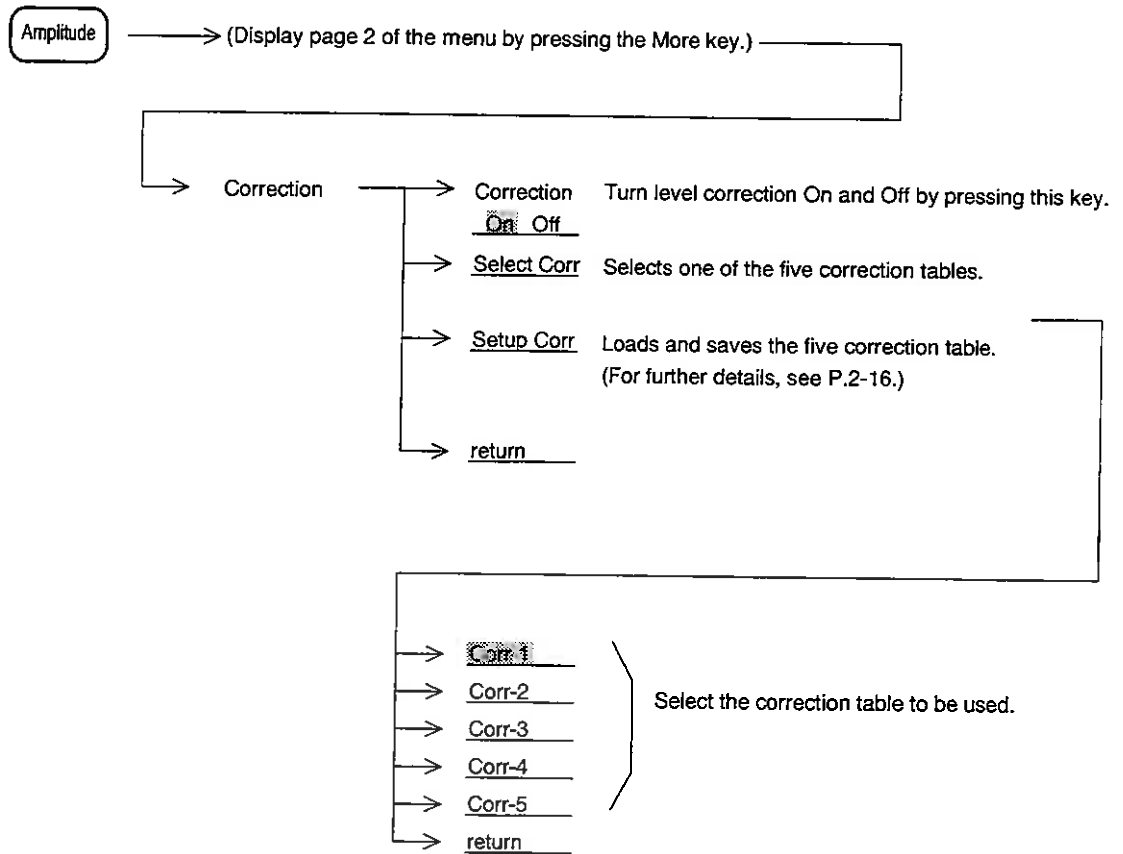 Amplitude
(Display page 2 of the menu by pressing the More key.)
Correction
Correction Turn level correction On and Off by pressing this key.
On Off
Select Corr Selects one of the five correction tables.
Setup Corr Loads and saves the five correction table.
(For further details, see P.2-16.)
return
Corr-1
Corr-2
Select the correction table to be used.
Corr-3
Corr-4
Corr-5
return